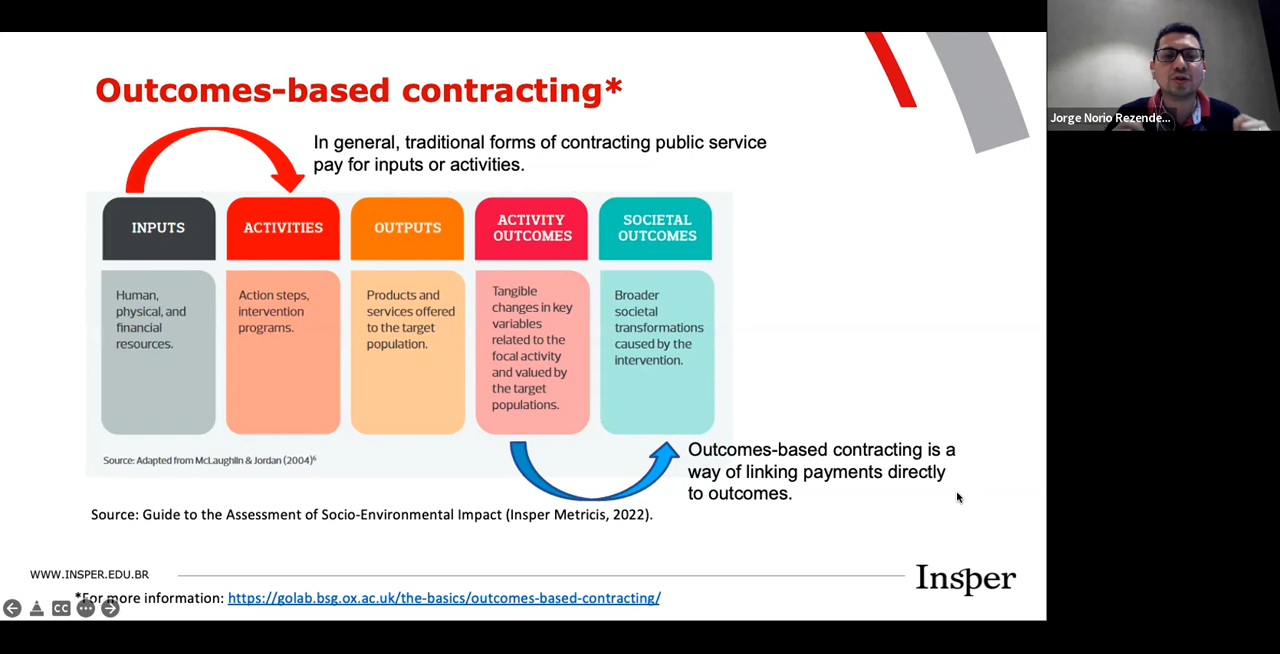 Outcomes-based contracting*
In general, traditional forms of contracting public service
pay for inputs or activities.
INPUTS
Human,
physical, and
financial
resources.
ACTIVITIES
Action steps,
intervention
programs.
OUTPUTS
Products and
services offered
to the target
population.
ACTIVITY
OUTCOMES
Tangible
changes in key
variables
related to the
focal activity
and valued by
the target
populations.
SOCIETAL
OUTCOMES
Broader
societal
transformations
caused by the
intervention.
Source: Adapted from McLaughlin & Jordan (2004)⁶
Outcomes-based contracting is a
way of linking payments directly
to outcomes.
Source: Guide to the Assessment of Socio-Environmental Impact (Insper Metricis, 2022).
WWW.INSPER.EDU.BR
Insper
*For more information: https://golab.bsg.ox.ac.uk/the-basics/outcomes-based-contracting/
CC
Jorge Norio Rezende...